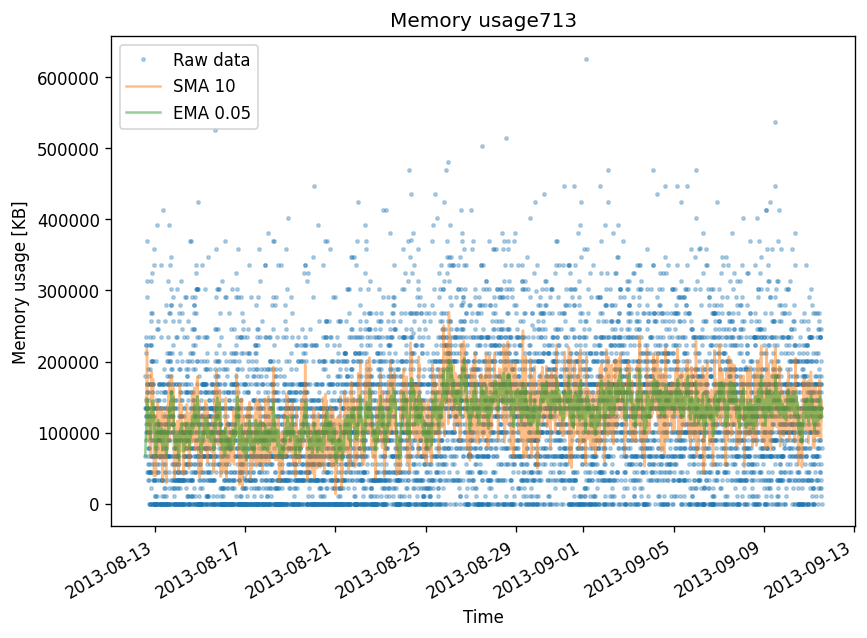 Memory usage713
Raw data
SMA 10
EMA 0.05
Memory usage [KB]
600000
500000
400000
300000
200000
100000
0
2013-08-13
2013-08-17
2013-08-21
2013-08-25
2013-08-29
2013-09-01
2013-09-05
2013-09-09
2013-09-13
Time